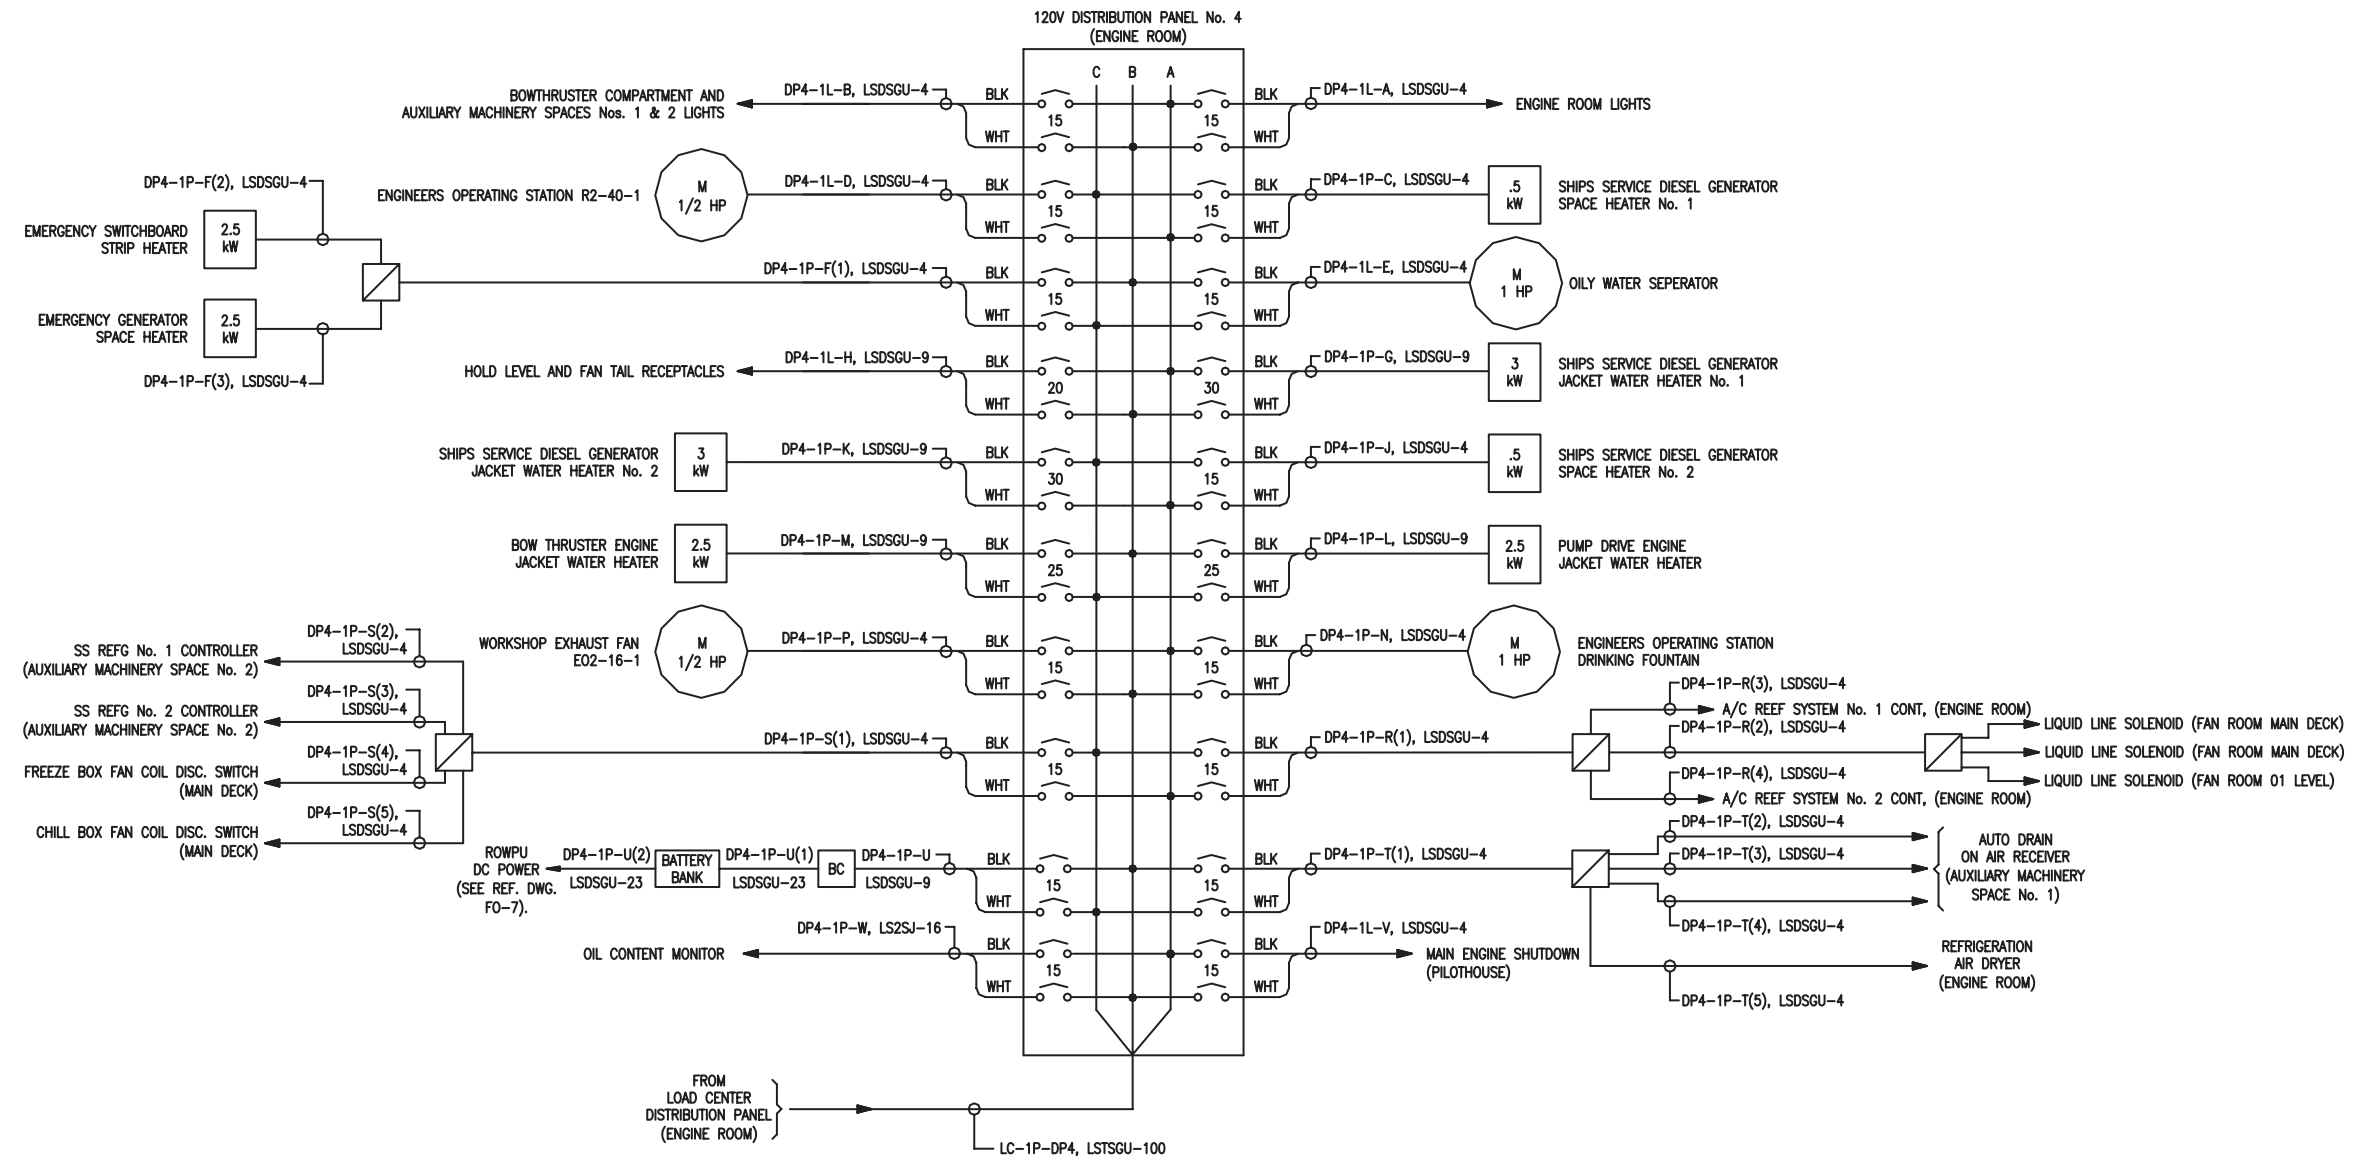 120V DISTRIBUTION PANEL No. 4
(ENGINE ROOM)
C B A
BOWTHRUSTER COMPARTMENT AND
AUXILIARY MACHINERY SPACES Nos. 1 & 2 LIGHTS
DP4-1L-B, LSDSGU-4
BLK
15
WHT
BLK
15
WHT
DP4-1L-A, LSDSGU-4
ENGINE ROOM LIGHTS
ENGINEERS OPERATING STATION R2-40-1
M
1/2 HP
DP4-1L-D, LSDSGU-4
BLK
15
WHT
BLK
15
WHT
DP4-1P-C, LSDSGU-4
.5
kW
SHIPS SERVICE DIESEL GENERATOR
SPACE HEATER No. 1
DP4-1P-F(2), LSDSGU-4
EMERGENCY SWITCHBOARD
STRIP HEATER
2.5
kW
EMERGENCY GENERATOR
SPACE HEATER
2.5
kW
DP4-1P-F(3), LSDSGU-4
DP4-1P-F(1), LSDSGU-4
BLK
15
WHT
BLK
15
WHT
DP4-1L-E, LSDSGU-4
M
1 HP
OILY WATER SEPERATOR
HOLD LEVEL AND FAN TAIL RECEPTACLES
DP4-1L-H, LSDSGU-9
BLK
20
WHT
BLK
30
WHT
DP4-1P-G, LSDSGU-9
3
kW
SHIPS SERVICE DIESEL GENERATOR
JACKET WATER HEATER No. 1
SHIPS SERVICE DIESEL GENERATOR
JACKET WATER HEATER No. 2
3
kW
DP4-1P-K, LSDSGU-9
BLK
30
WHT
BLK
15
WHT
DP4-1P-J, LSDSGU-4
.5
kW
SHIPS SERVICE DIESEL GENERATOR
SPACE HEATER No. 2
BOW THRUSTER ENGINE
JACKET WATER HEATER
2.5
kW
DP4-1P-M, LSDSGU-9
BLK
25
WHT
BLK
25
WHT
DP4-1P-L, LSDSGU-9
2.5
kW
PUMP DRIVE ENGINE
JACKET WATER HEATER
WORKSHOP EXHAUST FAN
E02-16-1
M
1/2 HP
DP4-1P-P, LSDSGU-4
BLK
15
WHT
BLK
15
WHT
DP4-1P-N, LSDSGU-4
M
1 HP
ENGINEERS OPERATING STATION
DRINKING FOUNTAIN
DP4-1P-S(2),
LSDSGU-4
SS REFG No. 1 CONTROLLER
(AUXILIARY MACHINERY SPACE No. 2)
DP4-1P-S(3),
LSDSGU-4
SS REFG No. 2 CONTROLLER
(AUXILIARY MACHINERY SPACE No. 2)
DP4-1P-S(4),
LSDSGU-4
FREEZE BOX FAN COIL DISC. SWITCH
(MAIN DECK)
DP4-1P-S(5),
LSDSGU-4
CHILL BOX FAN COIL DISC. SWITCH
(MAIN DECK)
DP4-1P-S(1), LSDSGU-4
BLK
15
WHT
BLK
15
WHT
DP4-1P-R(1), LSDSGU-4
DP4-1P-R(3), LSDSGU-4
A/C REEF SYSTEM No. 1 CONT, (ENGINE ROOM)
DP4-1P-R(2), LSDSGU-4
DP4-1P-R(4), LSDSGU-4
A/C REEF SYSTEM No. 2 CONT, (ENGINE ROOM)
LIQUID LINE SOLENOID (FAN ROOM MAIN DECK)
LIQUID LINE SOLENOID (FAN ROOM MAIN DECK)
LIQUID LINE SOLENOID (FAN ROOM 01 LEVEL)
ROWPU
DC POWER
(SEE REF. DWG.
FO-7).
DP4-1P-U(2)
LSDSGU-23
BATTERY
BANK
DP4-1P-U(1)
LSDSGU-23
BC
DP4-1P-U
LSDSGU-9
BLK
15
WHT
BLK
15
WHT
DP4-1P-T(1), LSDSGU-4
DP4-1P-T(2), LSDSGU-4
DP4-1P-T(3), LSDSGU-4
DP4-1P-T(4), LSDSGU-4
AUTO DRAIN
ON AIR RECEIVER
(AUXILIARY MACHINERY
SPACE No. 1)
REFRIGERATION
AIR DRYER
(ENGINE ROOM)
DP4-1P-T(5), LSDSGU-4
OIL CONTENT MONITOR
DP4-1P-W, LS2SJ-16
BLK
15
WHT
BLK
15
WHT
DP4-1L-V, LSDSGU-4
MAIN ENGINE SHUTDOWN
(PILOTHOUSE)
FROM
LOAD CENTER
DISTRIBUTION PANEL
(ENGINE ROOM)
LC-1P-DP4, LSTSGU-100